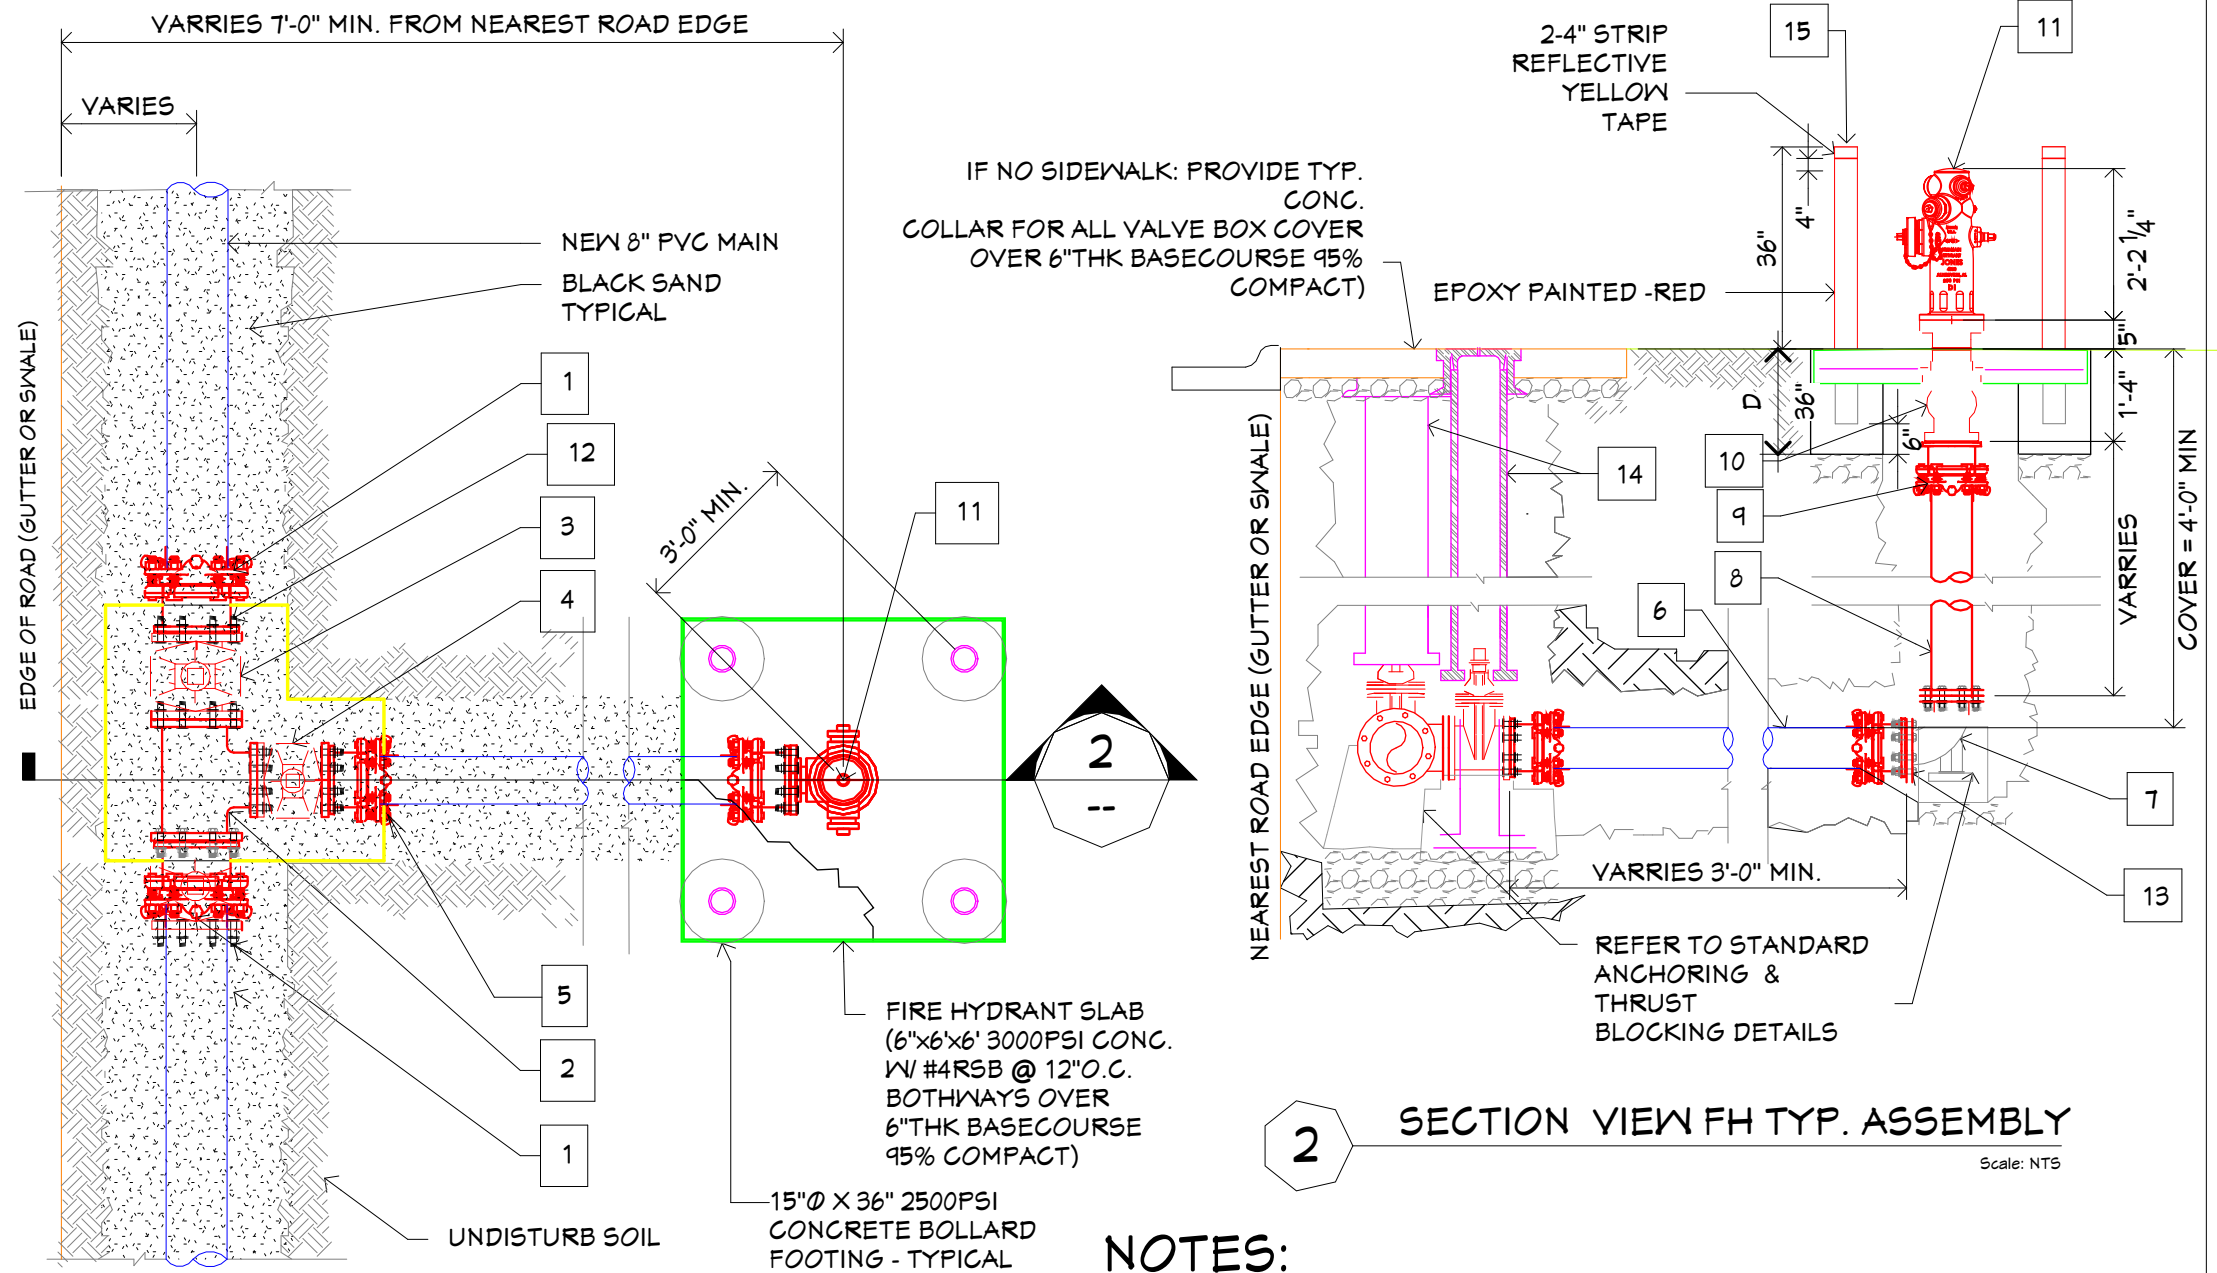 VARRIES 7'-0" MIN. FROM NEAREST ROAD EDGE
VARIES
NEW 8" PVC MAIN
BLACK SAND
TYPICAL
EDGE OF ROAD (GUTTER OR SWALE)
1
12
3
4
3'-0" MIN.
11
2
--
5
2
1
UNDISTURB SOIL
FIRE HYDRANT SLAB
(6"x6'x6' 3000PSI CONC.
W/ #4RSB @ 12"O.C.
BOTHWAYS OVER
6"THK BASECOURSE
95% COMPACT)
15"Ø X 36" 2500PSI
CONCRETE BOLLARD
FOOTING - TYPICAL
2-4" STRIP
REFLECTIVE
YELLOW
TAPE
15
11
IF NO SIDEWALK: PROVIDE TYP.
CONC.
COLLAR FOR ALL VALVE BOX COVER
OVER 6"THK BASECOURSE 95%
COMPACT)
EPOXY PAINTED -RED
36"
4"
JONES
2'-2 1/4"
5"
1'-4"
D
36"
6"
10
9
14
8
6
VARRIES
COVER = 4'-0" MIN
NEAREST ROAD EDGE (GUTTER OR SWALE)
7
13
VARRIES 3'-0" MIN.
REFER TO STANDARD
ANCHORING &
THRUST
BLOCKING DETAILS
2
SECTION VIEW FH TYP. ASSEMBLY
Scale: NTS
NOTES: